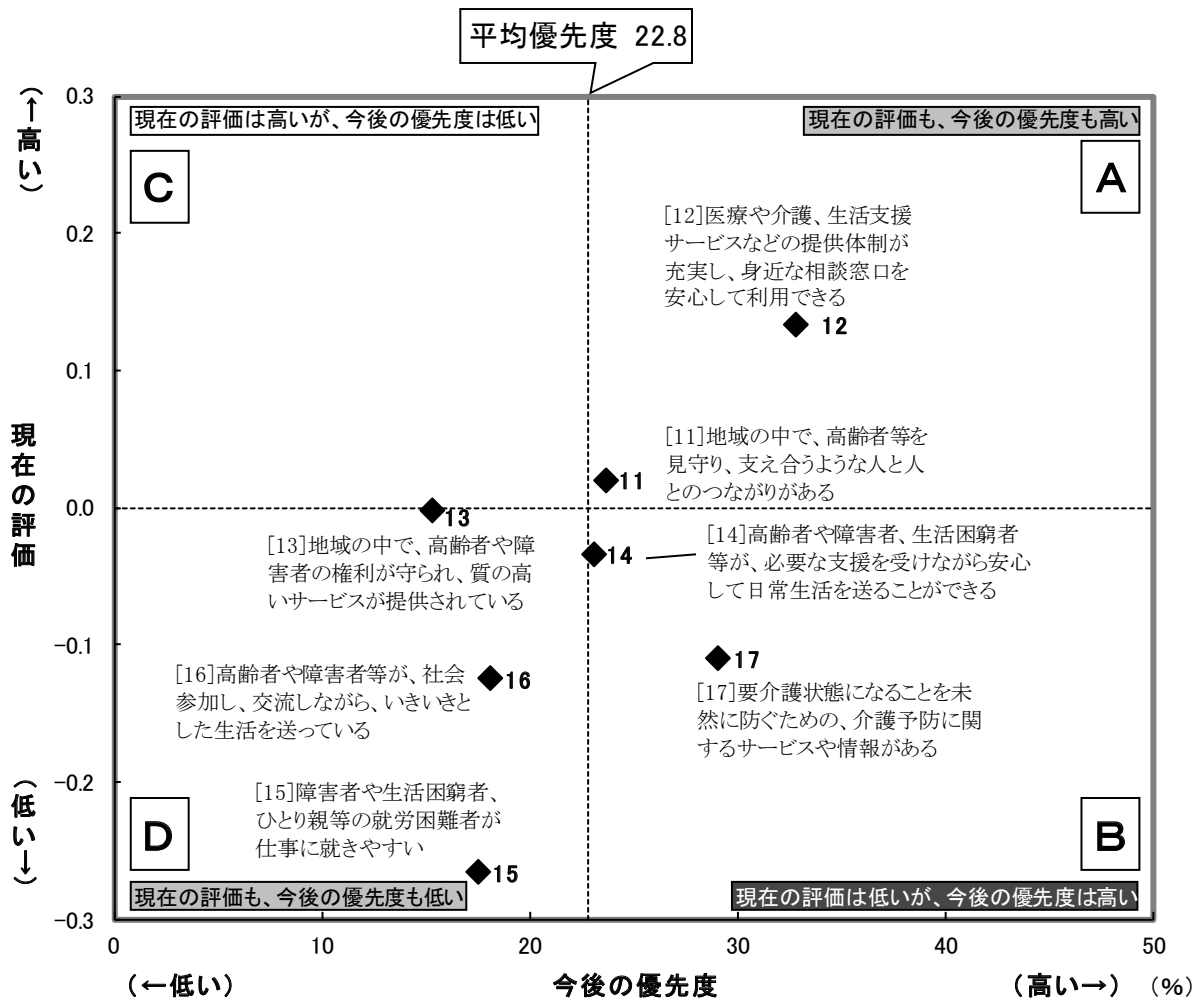 平均優先度 22.8
(←高い)
0.3
現在の評価は高いが、今後の優先度は低い
現在の評価も、今後の優先度も高い
C
A
0.2
[12]医療や介護、生活支援
サービスなどの提供体制が
充実し、身近な相談窓口を
安心して利用できる
12
0.1
現在の評価
[11]地域の中で、高齢者等を
見守り、支え合うような人と人
とのつながりがある
11
0.0
13
[13]地域の中で、高齢者や障
害者の権利が守られ、質の高
いサービスが提供されている
14
[14]高齢者や障害者、生活困窮者
等が、必要な支援を受けながら安心
して日常生活を送ることができる
−0.1
17
[17]要介護状態になることを未
然に防ぐための、介護予防に関
するサービスや情報がある
[16]高齢者や障害者等が、社会
参加し、交流しながら、いきいきと
した生活を送っている
16
−0.2
(低い→)
[15]障害者や生活困窮者、
ひとり親等の就労困難者が
仕事に就きやすい
15
D
B
現在の評価も、今後の優先度も低い
現在の評価は低いが、今後の優先度は高い
−0.3
0 10 20 30 40 50
(←低い) 今後の優先度 (高い→) (%)